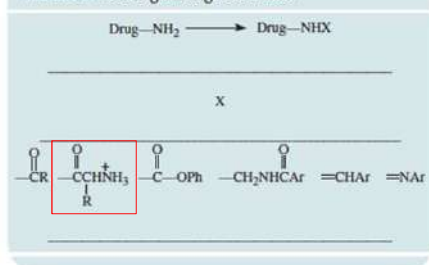 Drug—NH₂ ⟶ Drug—NHX
X
O O O O
—CR —CCHNH₃ —C—OPh —CH₂NHCAr =CHAr =NAr
+
R